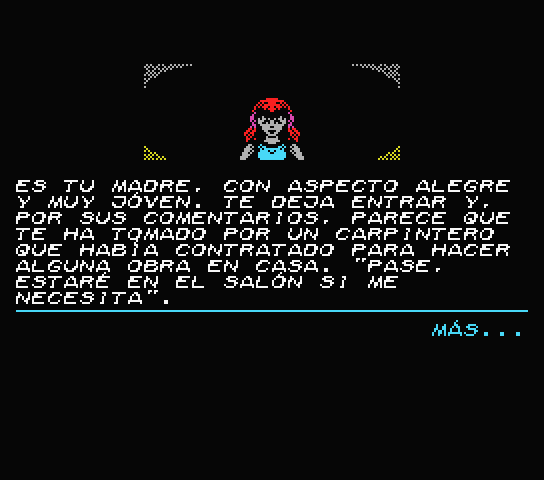 ES TU MADRE, CON ASPECTO ALEGRE
Y MUY JÓVEN. TE DEJA ENTRAR Y,
POR SUS COMENTARIOS, PARECE QUE
TE HA TOMADO POR UN CARPINTERO
QUE HABÍA CONTRATADO PARA HACER
ALGUNA OBRA EN CASA. "PASE,
ESTARÉ EN EL SALÓN SI ME
NECESITA".
MÁS...